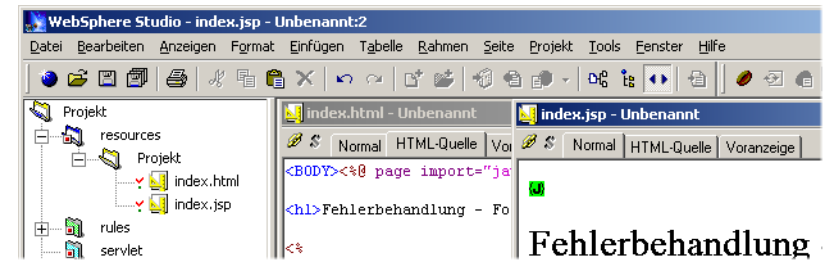 WebSphere Studio - index.jsp - Unbenannt:2
Datei Bearbeiten Anzeigen Format Einfügen Tabelle Rahmen Seite Projekt Tools Fenster Hilfe
Projekt
resources
Projekt
index.html
index.jsp
rules
servlet
index.html - Unbenannt
Normal HTML-Quelle Vor
<BODY><%@ page import="ja
<h1>Fehlerbehandlung - Fo
<%
index.jsp - Unbenannt
Normal HTML-Quelle Voranzeige
{J}
Fehlerbehandlung -